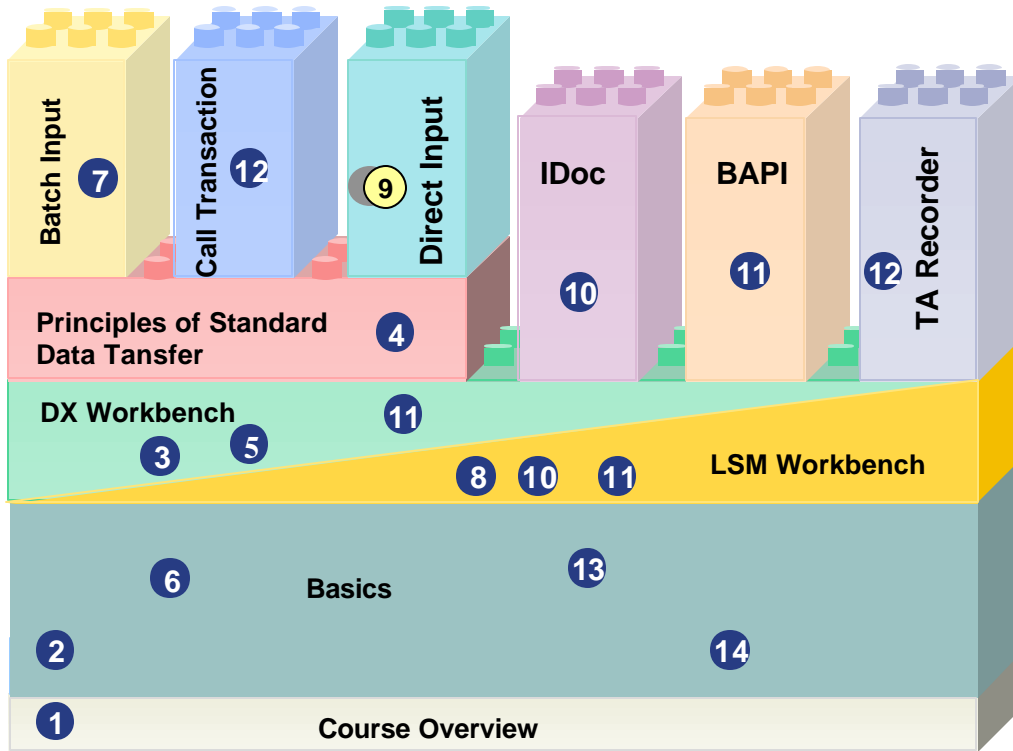 Batch Input
7
Call Transaction
12
Direct Input
9
IDoc
10
BAPI
11
TA Recorder
12
Principles of Standard
Data Tansfer
4
DX Workbench
3
5
11
LSM Workbench
8
10
11
Basics
6
13
2
14
1
Course Overview